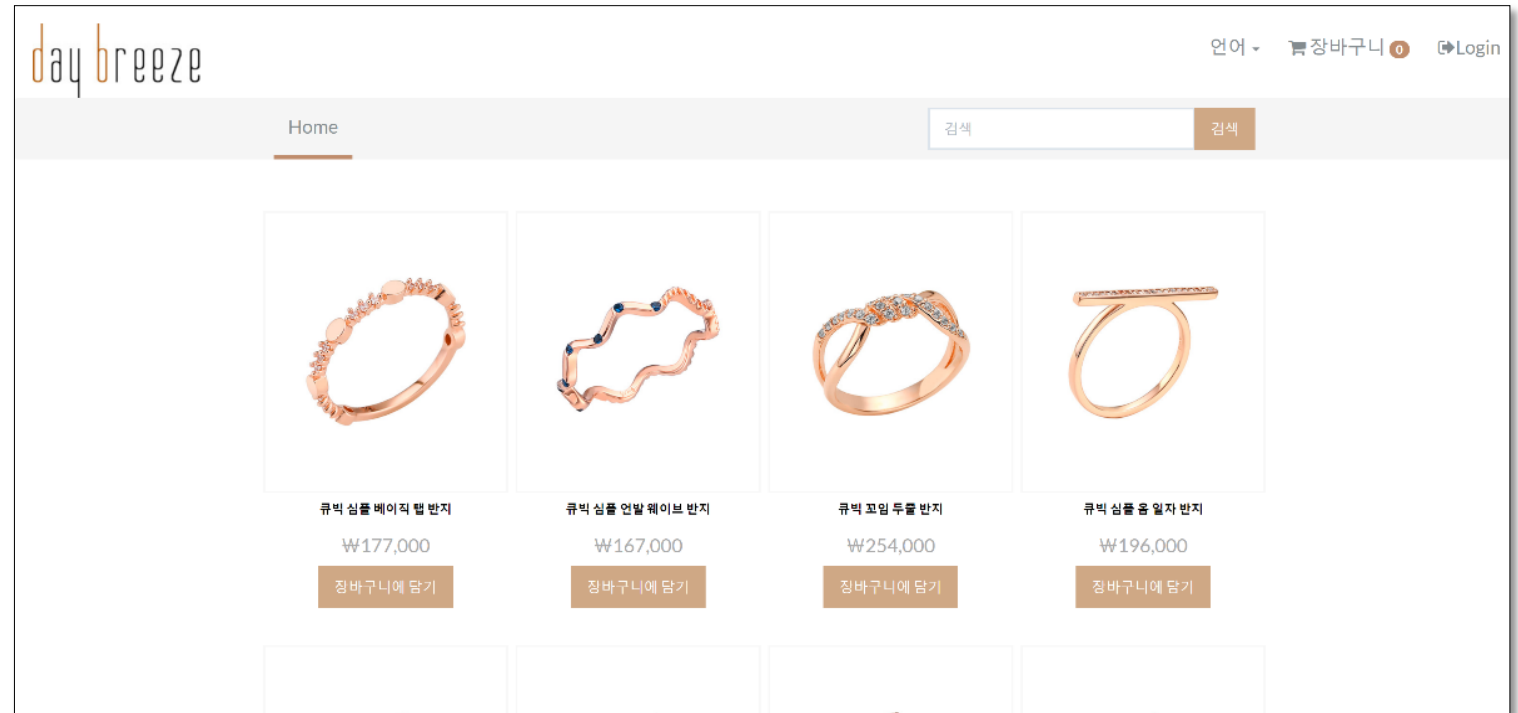 day breeze
언어 장바구니 0 Login
Home 검색 검색
큐빅 심플 베이직 탭 반지 큐빅 심플 언발 웨이브 반지 큐빅 꼬임 두줄 반지 큐빅 심플 옴 일자 반지
₩177,000 ₩167,000 ₩254,000 ₩196,000
장바구니에 담기 장바구니에 담기 장바구니에 담기 장바구니에 담기